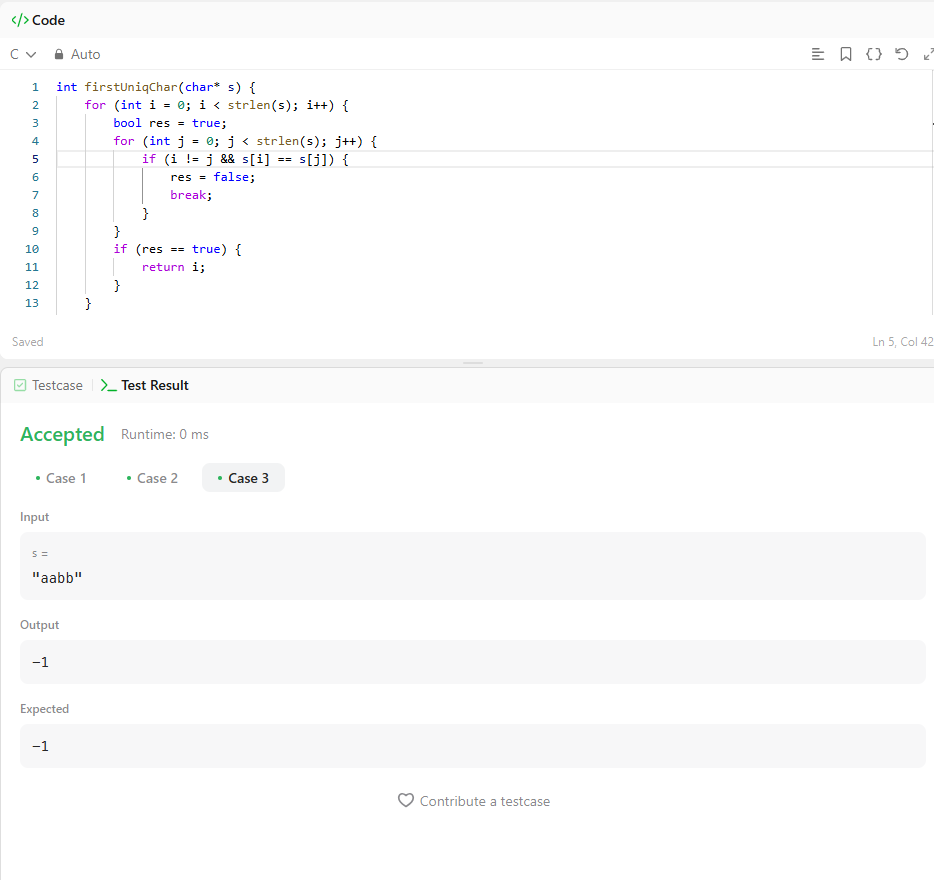 </> Code
C Auto
1 int firstUniqChar(char* s) {
2 for (int i = 0; i < strlen(s); i++) {
3 bool res = true;
4 for (int j = 0; j < strlen(s); j++) {
5 if (i != j && s[i] == s[j]) {
6 res = false;
7 break;
8 }
9 }
10 if (res == true) {
11 return i;
12 }
13 }
Saved Ln 5, Col 42
Testcase Test Result
Accepted Runtime: 0 ms
Case 1 Case 2 Case 3
Input
s =
"aabb"
Output
-1
Expected
-1
Contribute a testcase